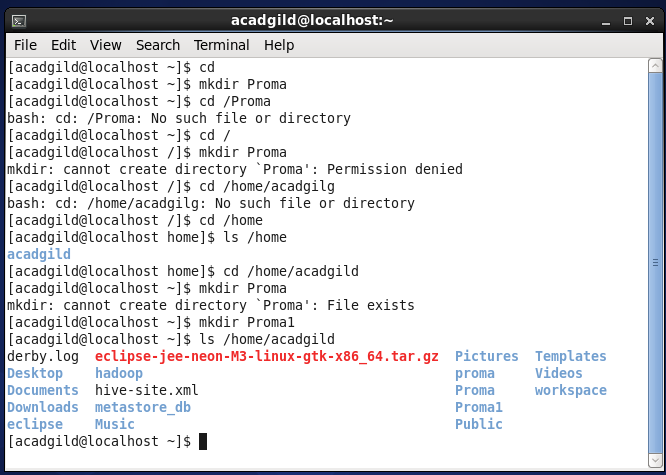 acadgild@localhost:~
File Edit View Search Terminal Help
[acadgild@localhost ~]$ cd
[acadgild@localhost ~]$ mkdir Proma
[acadgild@localhost ~]$ cd /Proma
bash: cd: /Proma: No such file or directory
[acadgild@localhost ~]$ cd /
[acadgild@localhost /]$ mkdir Proma
mkdir: cannot create directory `Proma': Permission denied
[acadgild@localhost /]$ cd /home/acadgilg
bash: cd: /home/acadgilg: No such file or directory
[acadgild@localhost /]$ cd /home
[acadgild@localhost home]$ ls /home
acadgild
[acadgild@localhost home]$ cd /home/acadgild
[acadgild@localhost ~]$ mkdir Proma
mkdir: cannot create directory `Proma': File exists
[acadgild@localhost ~]$ mkdir Proma1
[acadgild@localhost ~]$ ls /home/acadgild
derby.log  eclipse-jee-neon-M3-linux-gtk-x86_64.tar.gz  Pictures  Templates
Desktop    hadoop                                       proma     Videos
Documents  hive-site.xml                                Proma     workspace
Downloads  metastore_db                                 Proma1
eclipse    Music                                        Public
[acadgild@localhost ~]$